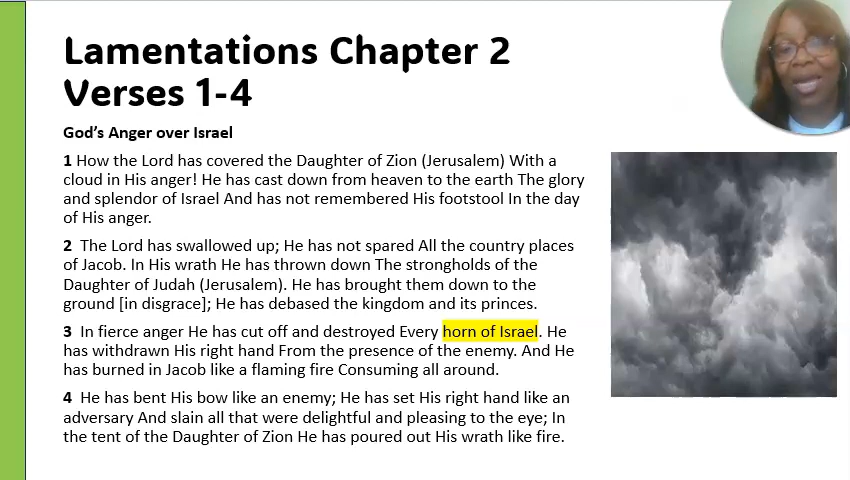 Lamentations Chapter 2
Verses 1-4
God's Anger over Israel
1 How the Lord has covered the Daughter of Zion (Jerusalem) With a
cloud in His anger! He has cast down from heaven to the earth The glory
and splendor of Israel And has not remembered His footstool In the day
of His anger.
2 The Lord has swallowed up; He has not spared All the country places
of Jacob. In His wrath He has thrown down The strongholds of the
Daughter of Judah (Jerusalem). He has brought them down to the
ground [in disgrace]; He has debased the kingdom and its princes.
3 In fierce anger He has cut off and destroyed Every horn of Israel. He
has withdrawn His right hand From the presence of the enemy. And He
has burned in Jacob like a flaming fire Consuming all around.
4 He has bent His bow like an enemy; He has set His right hand like an
adversary And slain all that were delightful and pleasing to the eye; In
the tent of the Daughter of Zion He has poured out His wrath like fire.